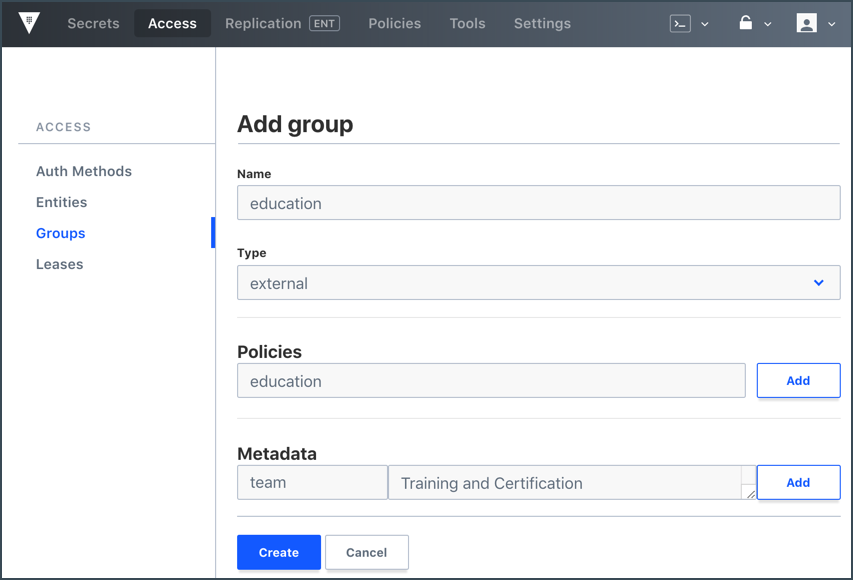 Secrets Access Replication ENT Policies Tools Settings
ACCESS
Auth Methods
Entities
Groups
Leases
Add group
Name
education
Type
external
Policies
education Add
Metadata
team Training and Certification Add
Create Cancel